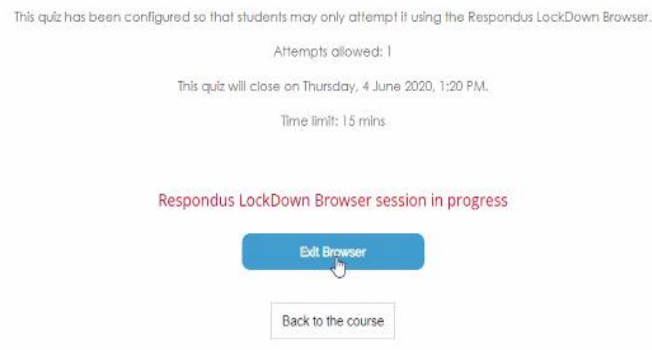 This quiz has been configured so that students may only attempt it using the Respondus LockDown Browser.
Attempts allowed: 1
This quiz will close on Thursday, 4 June 2020, 1:20 PM.
Time limit: 15 mins
Respondus LockDown Browser session in progress
Exit Browser
Back to the course